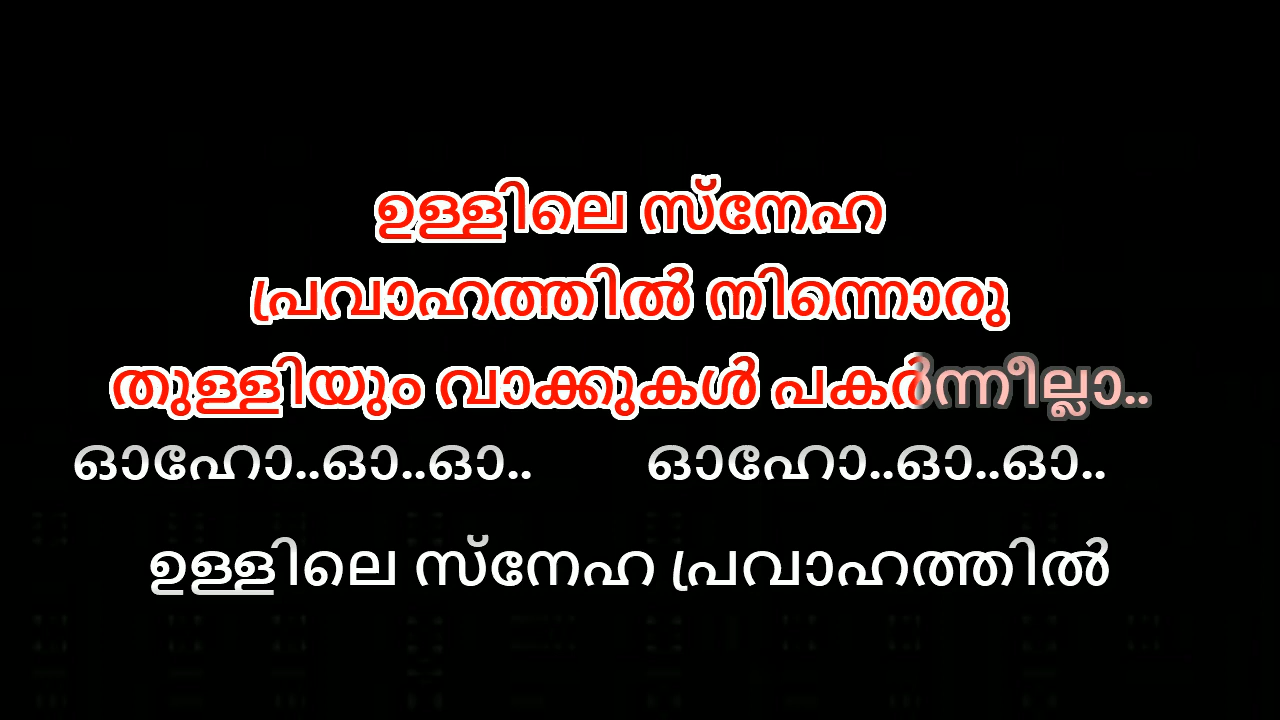 ഉള്ളിലെ സ്നേഹ
പ്രവാഹത്തിൽ നിന്നൊരു
തുള്ളിയും വാക്കുകൾ പകർന്നീല്ലാ..
ഓഹോ..ഓ..ഓ.. ഓഹോ..ഓ..ഓ..
ഉള്ളിലെ സ്നേഹ പ്രവാഹത്തിൽ